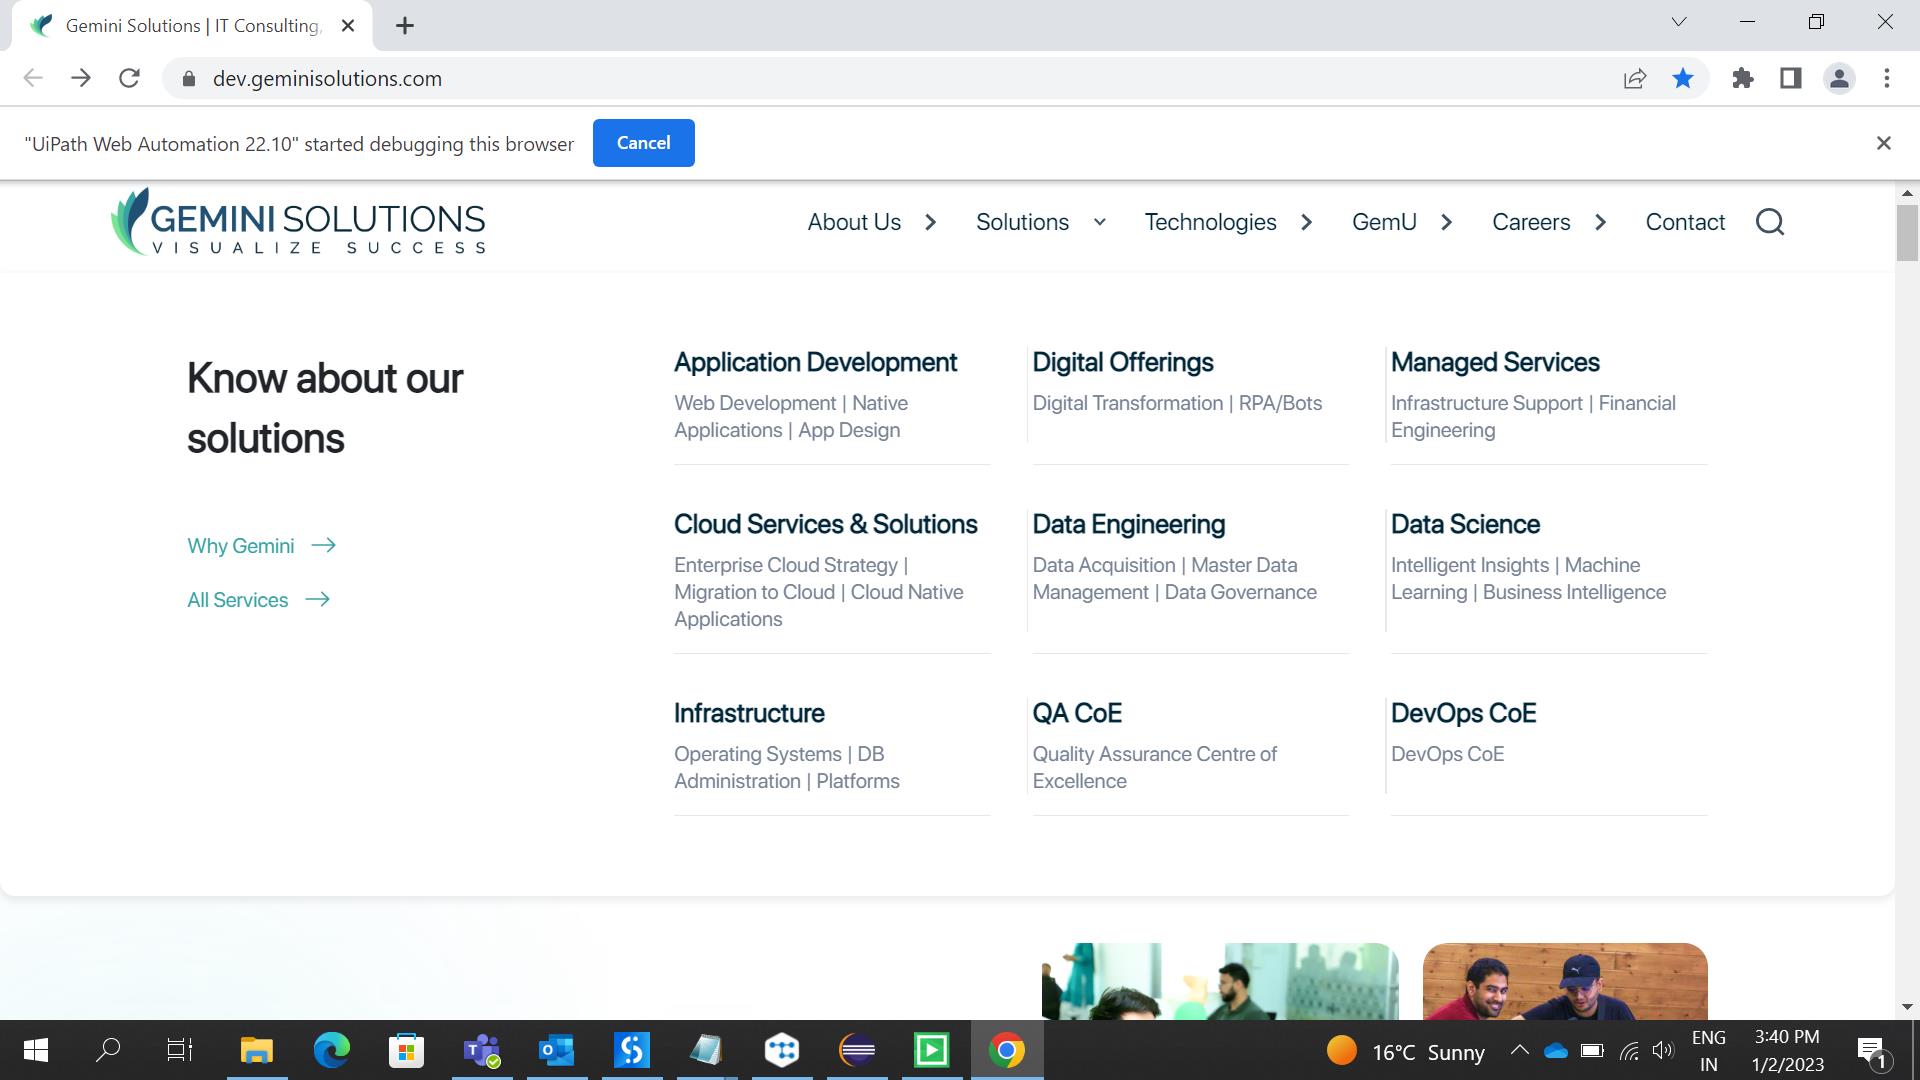 Gemini Solutions | IT Consulting,
dev.geminisolutions.com
"UiPath Web Automation 22.10" started debugging this browser
Cancel
GEMINI SOLUTIONS
VISUALIZE SUCCESS
About Us
Solutions
Technologies
GemU
Careers
Contact
Know about our
solutions
Why Gemini
All Services
Application Development
Web Development | Native
Applications | App Design
Digital Offerings
Digital Transformation | RPA/Bots
Managed Services
Infrastructure Support | Financial
Engineering
Cloud Services & Solutions
Enterprise Cloud Strategy |
Migration to Cloud | Cloud Native
Applications
Data Engineering
Data Acquisition | Master Data
Management | Data Governance
Data Science
Intelligent Insights | Machine
Learning | Business Intelligence
Infrastructure
Operating Systems | DB
Administration | Platforms
QA CoE
Quality Assurance Centre of
Excellence
DevOps CoE
DevOps CoE
16°C Sunny
ENG
IN
3:40 PM
1/2/2023
1